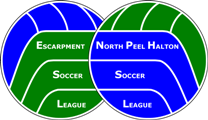 Escarpment
Soccer
League
North Peel Halton
Soccer
League